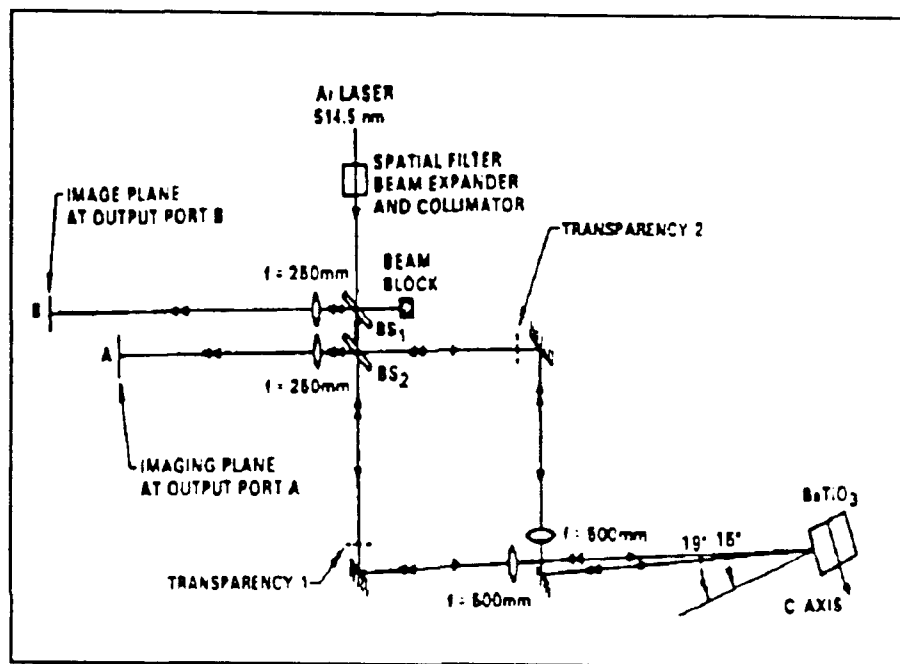 Ar LASER
514.5 nm
SPATIAL FILTER
BEAM EXPANDER
AND COLLIMATOR
IMAGE PLANE
AT OUTPUT PORT B
TRANSPARENCY 2
f = 250mm
BEAM
BLOCK
B
BS1
A
BS2
f = 250mm
IMAGING PLANE
AT OUTPUT PORT A
BaTiO3
f = 500mm
19° 15°
TRANSPARENCY 1
f = 500mm
C AXIS